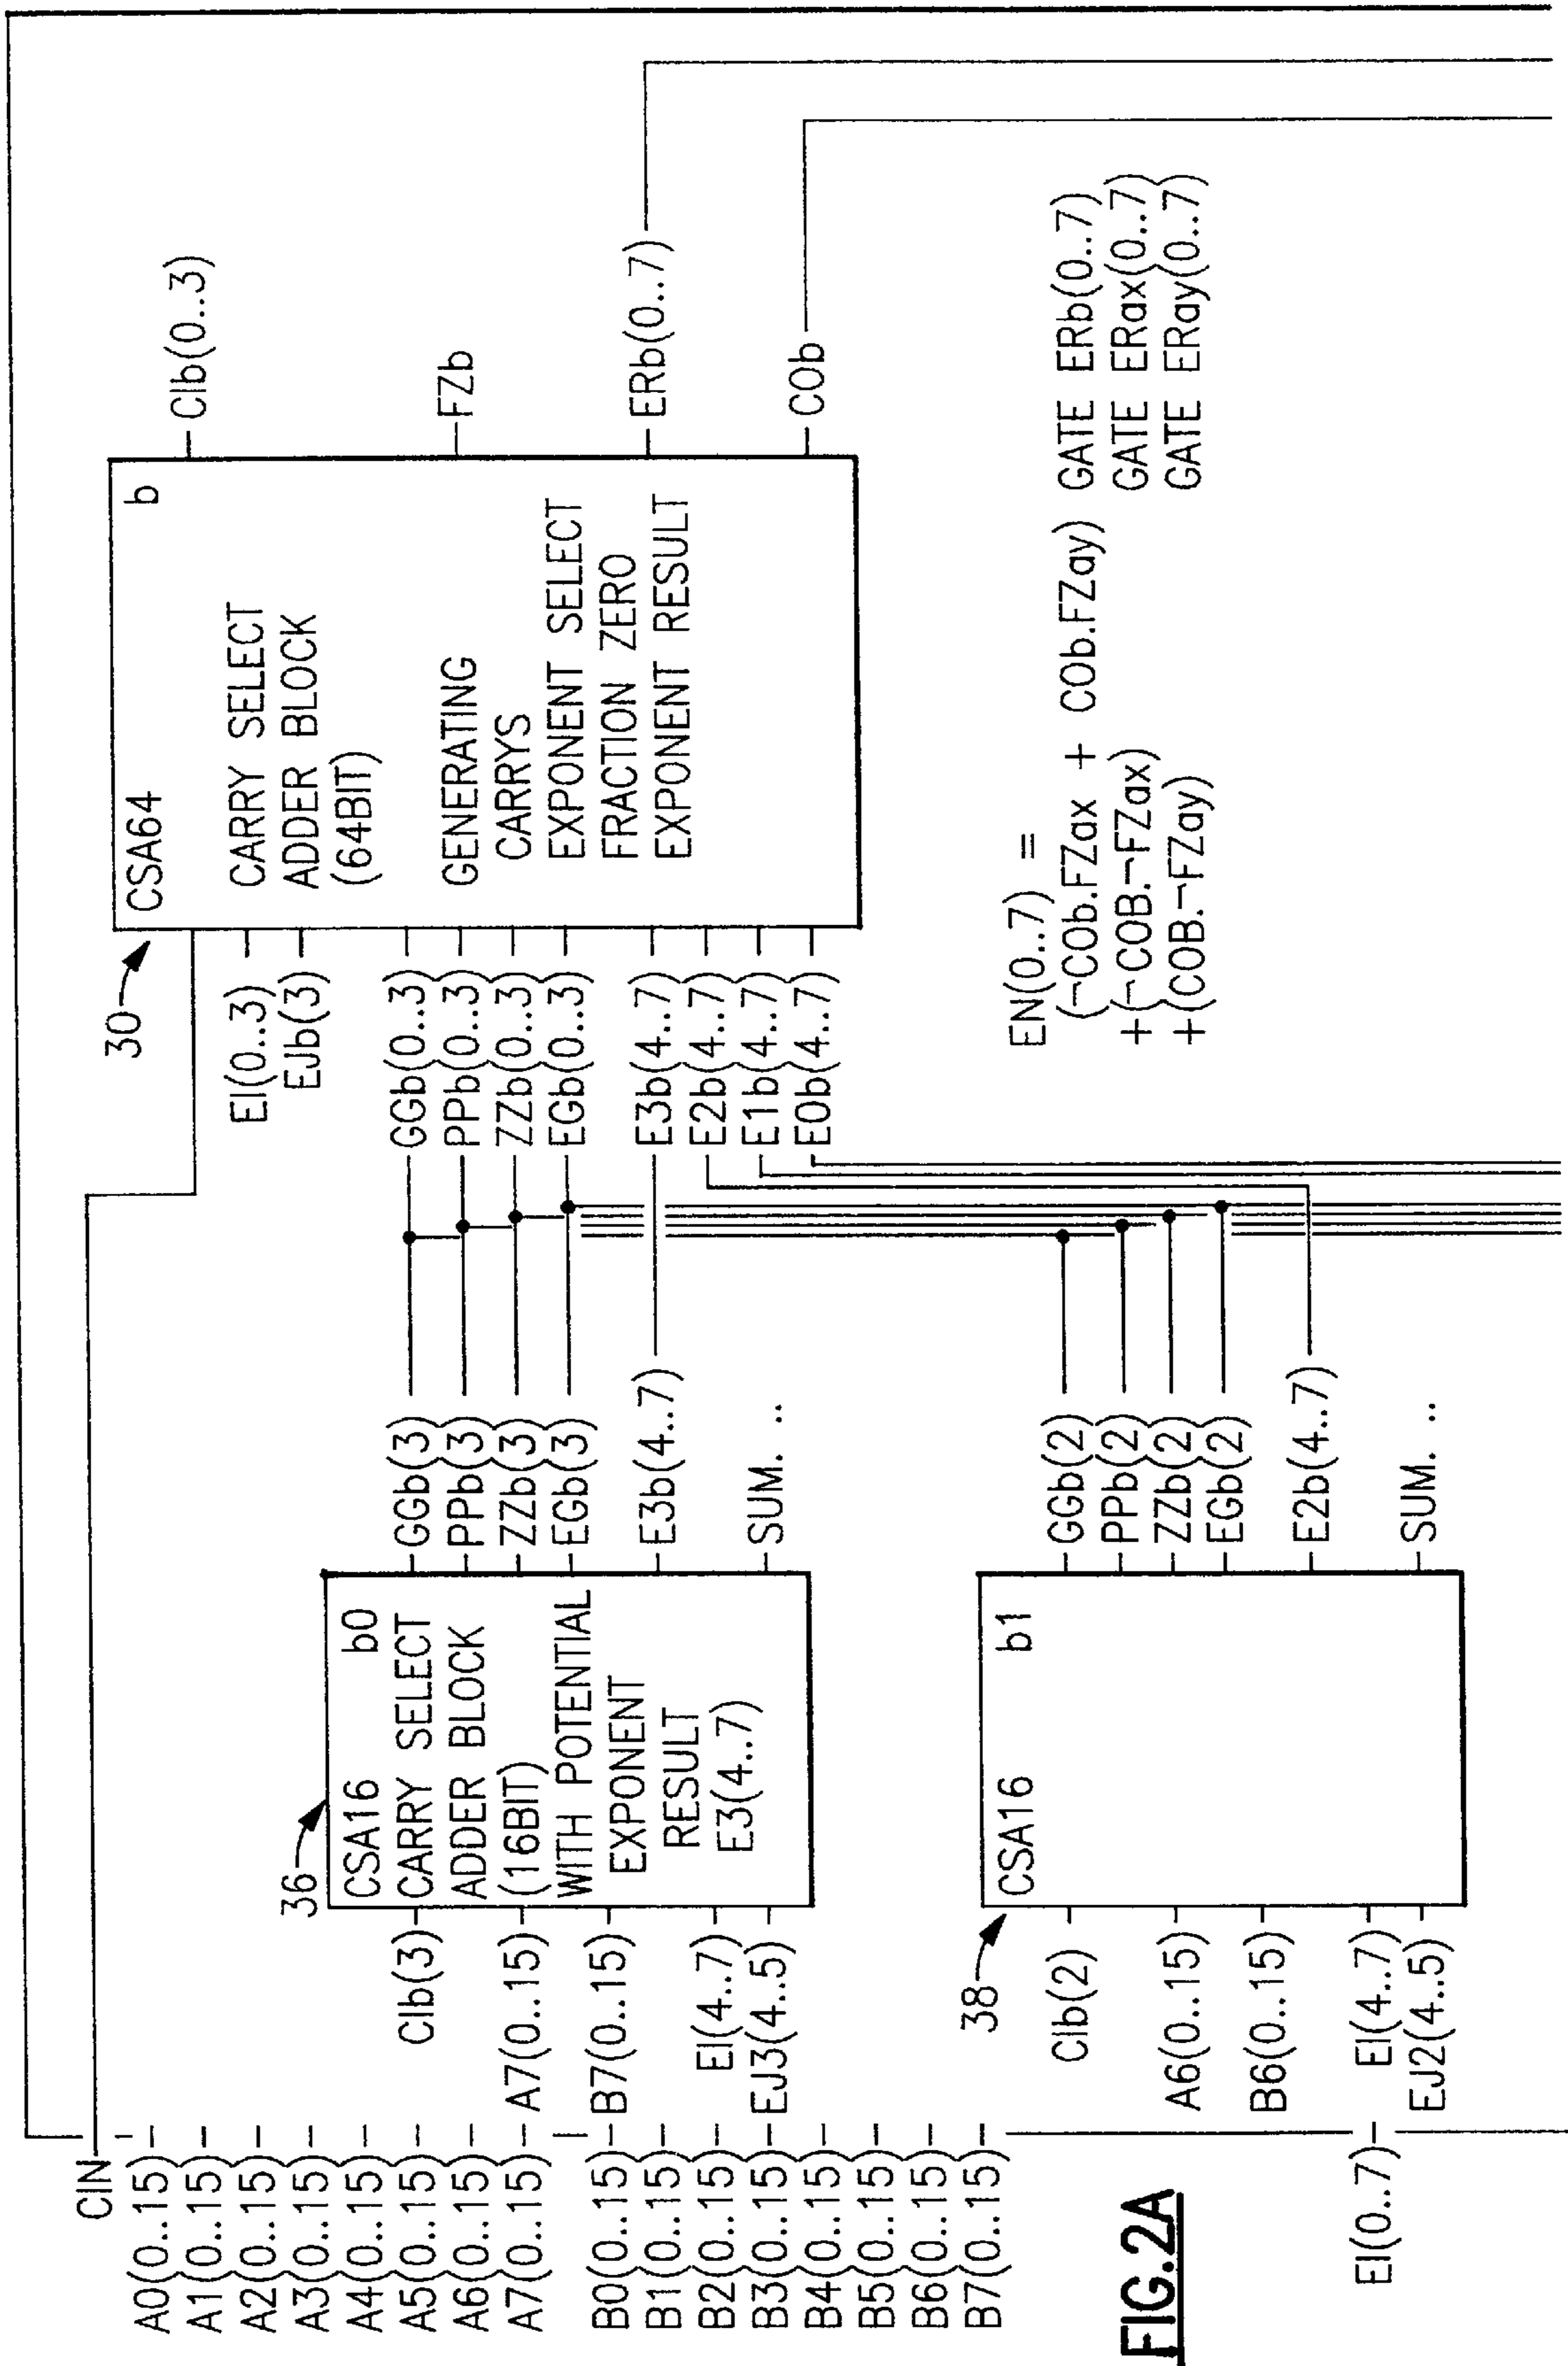 CIN
A0(0..15)
A1(0..15)
A2(0..15)
A3(0..15)
A4(0..15)
A5(0..15)
A6(0..15)
A7(0..15)
B0(0..15)
B1(0..15)
B2(0..15)
B3(0..15)
B4(0..15)
B5(0..15)
B6(0..15)
B7(0..15)
EI(0..7)
FIG.2A
36
CSA16 b0
CARRY SELECT
ADDER BLOCK
(16BIT)
WITH POTENTIAL
EXPONENT
RESULT
E3(4..7)
CIb(3)
A7(0..15)
B7(0..15)
EI(4..7)
EJ3(4..5)
GGb(3)
PPb(3)
ZZb(3)
EGb(3)
E3b(4..7)
SUM. ..
38
CSA16 b1
CIb(2)
A6(0..15)
B6(0..15)
EI(4..7)
EJ2(4..5)
GGb(2)
PPb(2)
ZZb(2)
EGb(2)
E2b(4..7)
SUM. ..
30
CSA64 b
CARRY SELECT
ADDER BLOCK
(64BIT)
GENERATING
CARRYS
EXPONENT SELECT
FRACTION ZERO
EXPONENT RESULT
EI(0..3)
EJb(3)
GGb(0..3)
PPb(0..3)
ZZb(0..3)
EGb(0..3)
E3b(4..7)
E2b(4..7)
E1b(4..7)
E0b(4..7)
CIb(0..3)
FZb
ERb(0..7)
COb
EN(0..7) =
(¬COb.FZax + COb.FZay) GATE ERb(0..7)
+(¬COB.¬FZax) GATE ERax(0..7)
+(COB.¬FZay) GATE ERay(0..7)